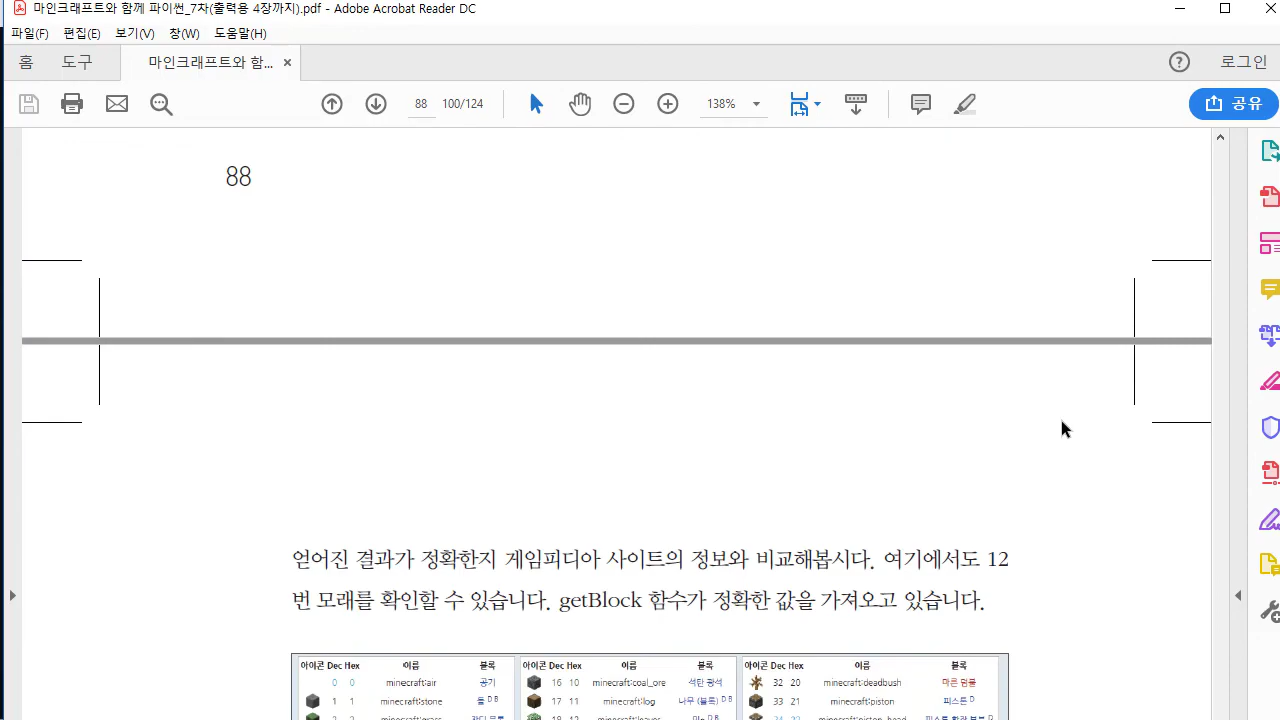 마인크래프트와 함께 파이썬_7차(출력용 4장까지).pdf - Adobe Acrobat Reader DC
파일(F) 편집(E) 보기(V) 창(W) 도움말(H)
홈 도구 마인크래프트와 함... × 로그인
88 100/124 138% 공유
88
얻어진 결과가 정확한지 게임피디아 사이트의 정보와 비교해봅시다. 여기에서도 12
번 모래를 확인할 수 있습니다. getBlock 함수가 정확한 값을 가져오고 있습니다.
아이콘 Dec Hex 이름 블록 아이콘 Dec Hex 이름 블록 아이콘 Dec Hex 이름 블록
0 0 minecraft:air 공기 16 10 minecraft:coal_ore 석탄 광석 32 20 minecraft:deadbush 마른 덤불
1 1 minecraft:stone 돌 D B 17 11 minecraft:log 나무 (블록) D B 33 21 minecraft:piston 피스톤 D